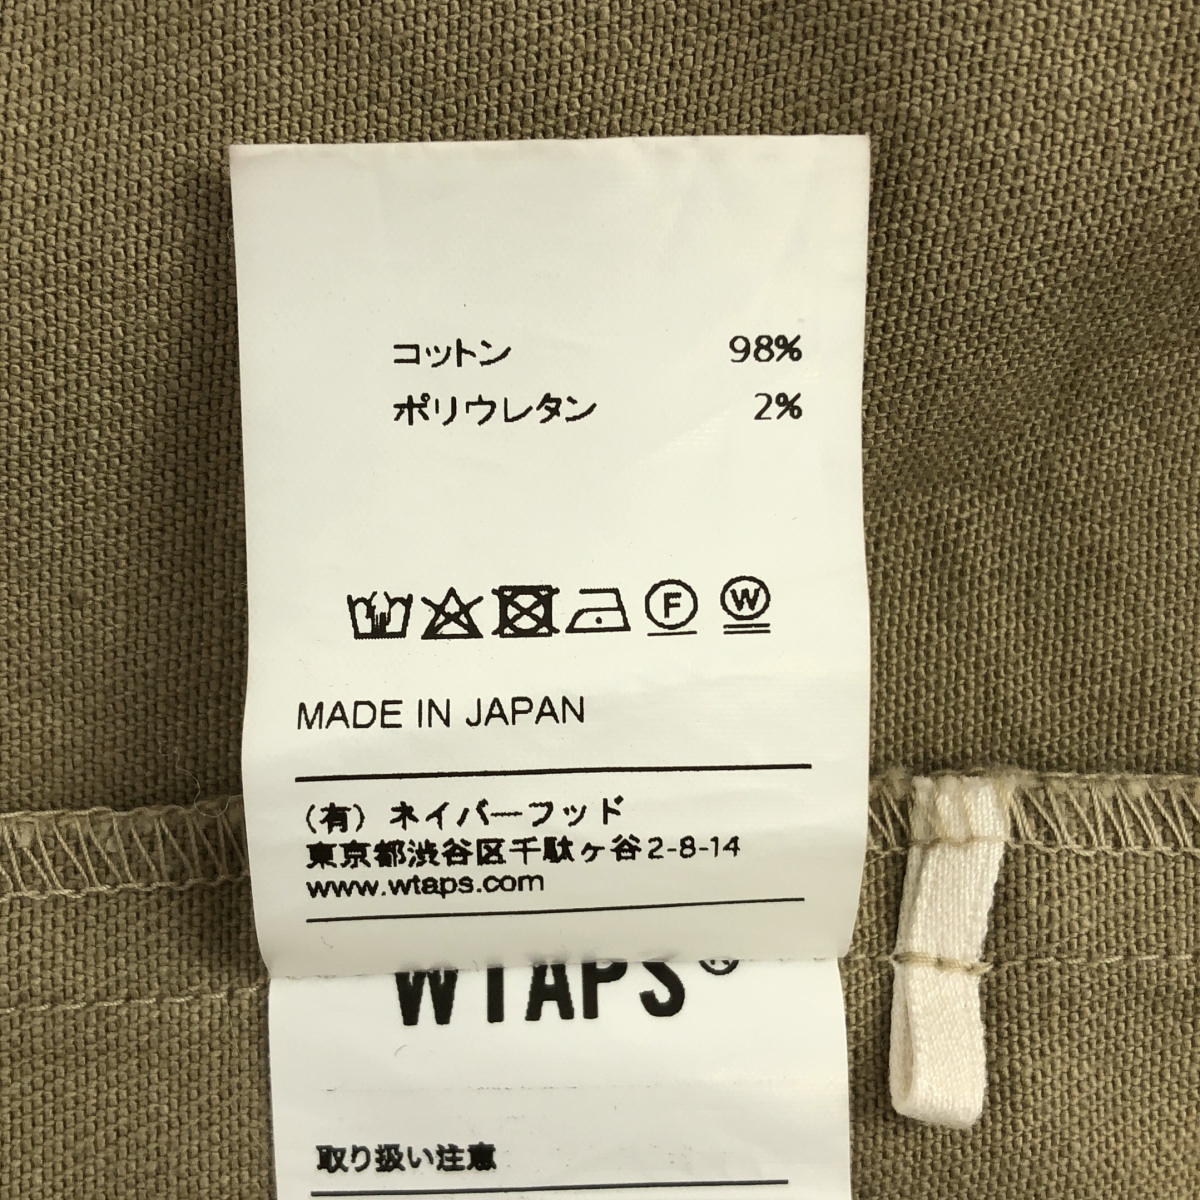 コットン 98%
ポリウレタン 2%
F W
MADE IN JAPAN
(有) ネイバーフッド
東京都渋谷区千駄ヶ谷2-8-14
www.wtaps.com
WTAPS®
取り扱い注意